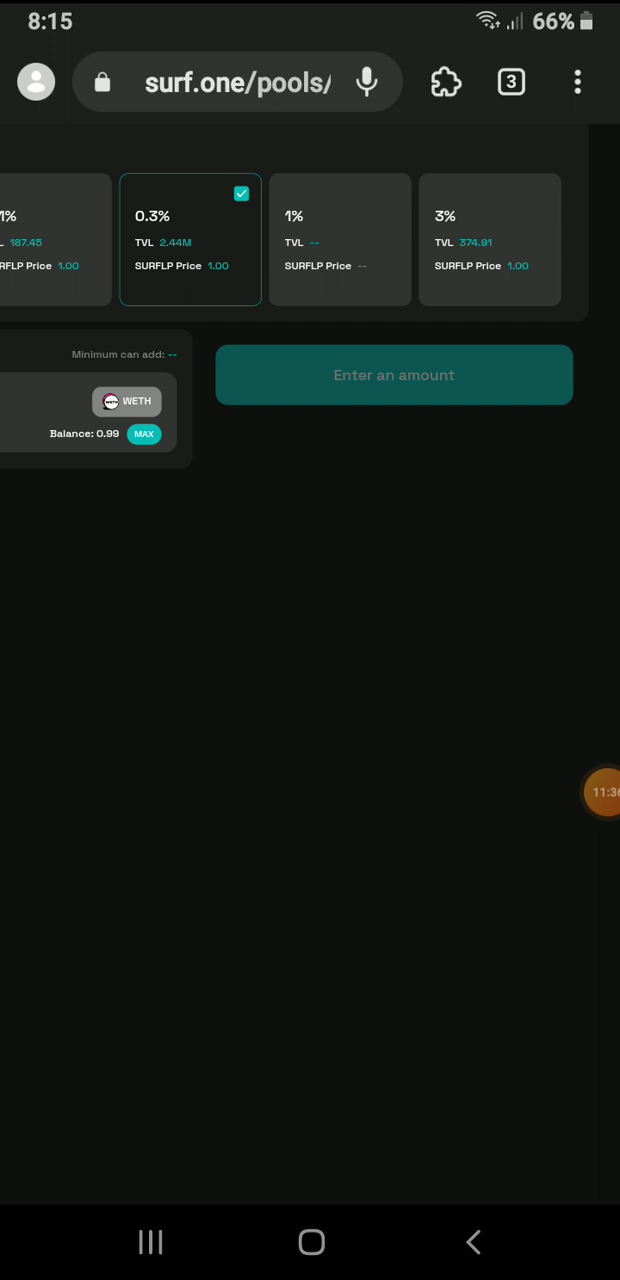 8:15
66%
surf.one/pools/
3
1%
0.3%
1%
3%
187.45
TVL 2.44M
TVL --
TVL 374.91
RFLP Price 1.00
SURFLP Price 1.00
SURFLP Price --
SURFLP Price 1.00
Minimum can add: --
Enter an amount
WETH
Balance: 0.99 MAX
11:36